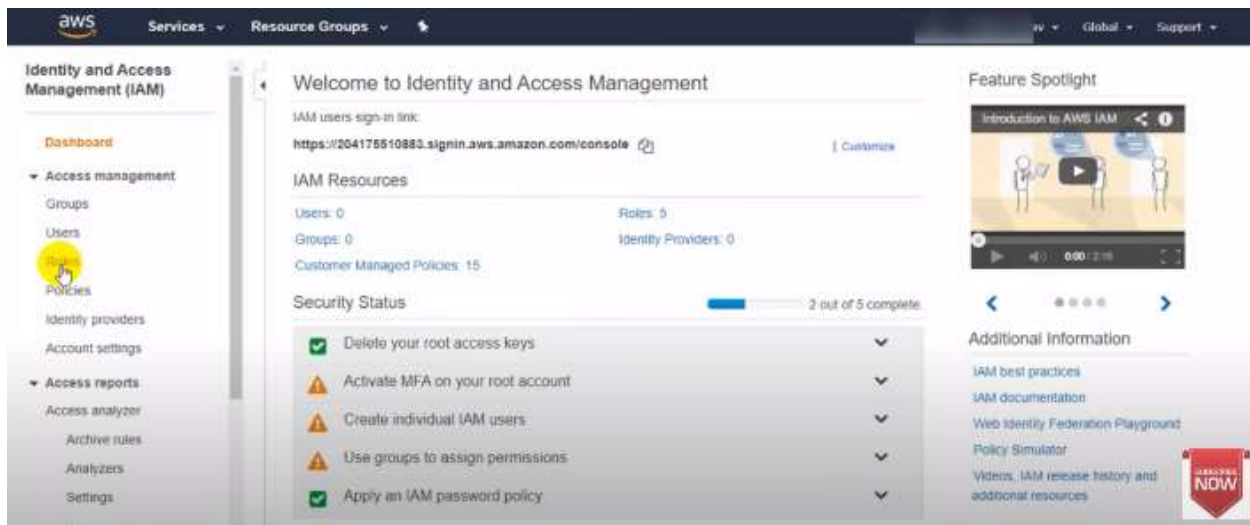 aws
Services
Resource Groups
Global
Support
Identity and Access
Management (IAM)
Dashboard
Access management
Groups
Users
Roles
Policies
Identity providers
Account settings
Access reports
Access analyzer
Archive rules
Analyzers
Settings
Welcome to Identity and Access Management
IAM users sign-in link:
https://204175510883.signin.aws.amazon.com/console
Customize
IAM Resources
Users: 0
Roles: 5
Groups: 0
Identity Providers: 0
Customer Managed Policies: 15
Security Status
2 out of 5 complete.
Delete your root access keys
Activate MFA on your root account
Create individual IAM users
Use groups to assign permissions
Apply an IAM password policy
Feature Spotlight
Introduction to AWS IAM
0:00 / 2:16
Additional Information
IAM best practices
IAM documentation
Web Identity Federation Playground
Policy Simulator
Videos, IAM release history and
additional resources
NOW